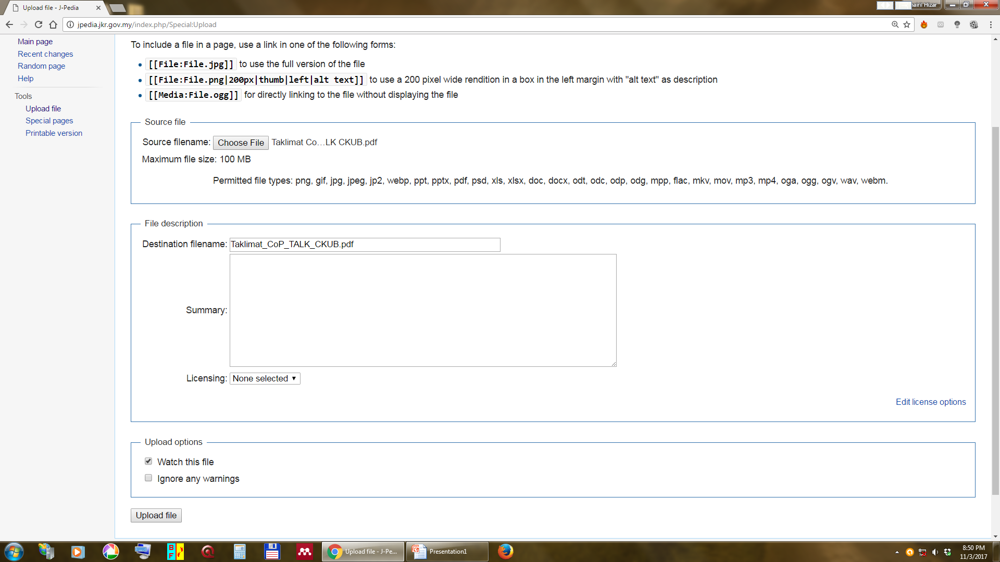 Upload file - J-Pedia
hairil Hizar
jpedia.jkr.gov.my/index.php/Special:Upload
Main page
Recent changes
Random page
Help
Tools
Upload file
Special pages
Printable version
To include a file in a page, use a link in one of the following forms:
[[File:File.jpg]] to use the full version of the file
[[File:File.png|200px|thumb|left|alt text]] to use a 200 pixel wide rendition in a box in the left margin with "alt text" as description
[[Media:File.ogg]] for directly linking to the file without displaying the file
Source file
Source filename: Choose File Taklimat Co...LK CKUB.pdf
Maximum file size: 100 MB
Permitted file types: png, gif, jpg, jpeg, jp2, webp, ppt, pptx, pdf, psd, xls, xlsx, doc, docx, odt, odc, odp, odg, mpp, flac, mkv, mov, mp3, mp4, oga, ogg, ogv, wav, webm.
File description
Destination filename: Taklimat_CoP_TALK_CKUB.pdf
Summary:
Licensing: None selected
Edit license options
Upload options
Watch this file
Ignore any warnings
Upload file
B F
Upload file - J-Pe...
Presentation1
8:50 PM
11/3/2017